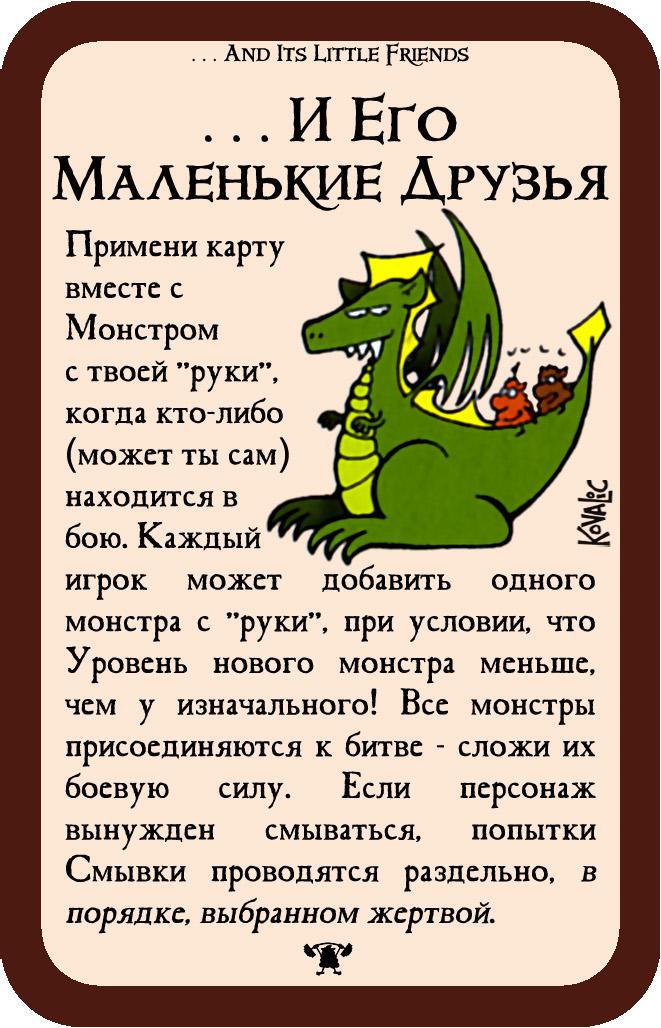 . . . And Its Little Friends
. . . И Его
Маленькие Друзья
Примени карту
вместе с
Монстром
с твоей ”руки”,
когда кто-либо
(может ты сам)
находится в
бою. Каждый
игрок может добавить одного
монстра с ”руки”, при условии, что
Уровень нового монстра меньше,
чем у изначального! Все монстры
присоединяются к битве - сложи их
боевую силу. Если персонаж
вынужден смываться, попытки
Смывки проводятся раздельно, в
порядке, выбранном жертвой.
Kovalic